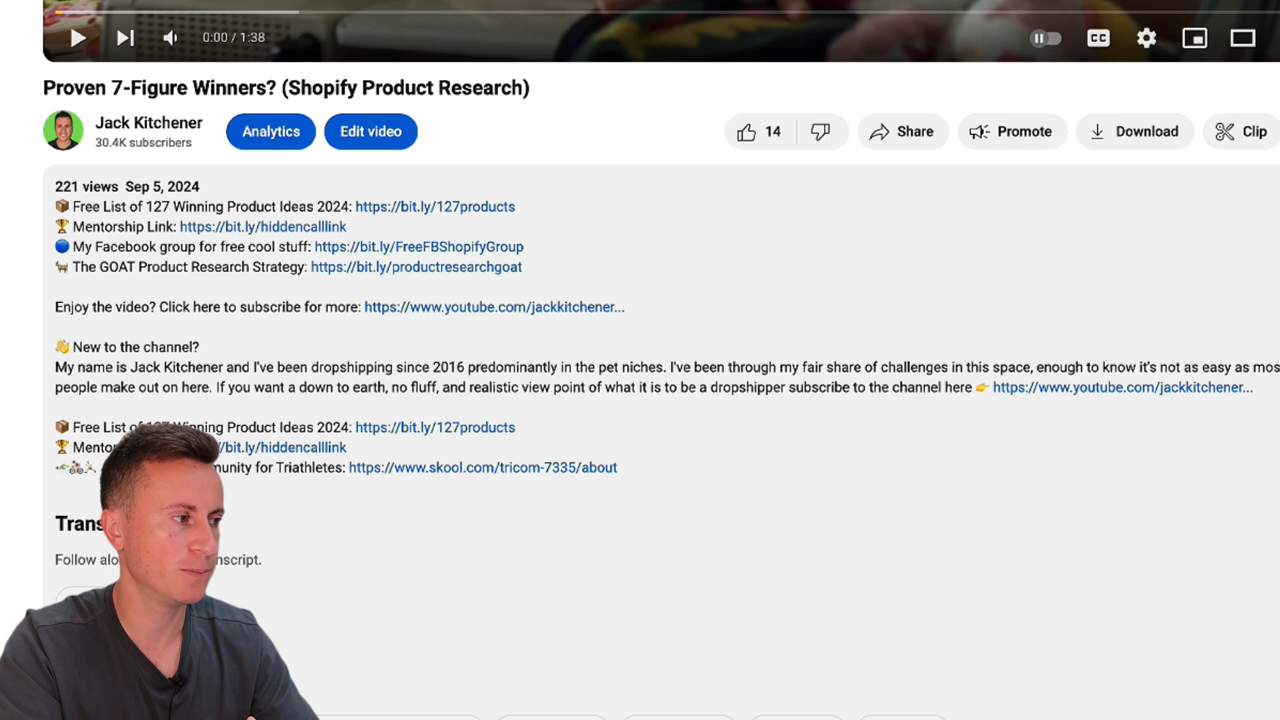 0:00 / 1:38
CC
Proven 7-Figure Winners? (Shopify Product Research)
Jack Kitchener
30.4K subscribers
Analytics
Edit video
14
Share
Promote
Download
Clip
221 views Sep 5, 2024
📦 Free List of 127 Winning Product Ideas 2024: https://bit.ly/127products
🏆 Mentorship Link: https://bit.ly/hiddencalllink
🔵 My Facebook group for free cool stuff: https://bit.ly/FreeFBShopifyGroup
🐐 The GOAT Product Research Strategy: https://bit.ly/productresearchgoat
Enjoy the video? Click here to subscribe for more: https://www.youtube.com/jackkitchener...
👋 New to the channel?
My name is Jack Kitchener and I've been dropshipping since 2016 predominantly in the pet niches. I've been through my fair share of challenges in this space, enough to know it's not as easy as mos
people make out on here. If you want a down to earth, no fluff, and realistic view point of what it is to be a dropshipper subscribe to the channel here 👉 https://www.youtube.com/jackkitchener...
📦 Free List of 127 Winning Product Ideas 2024: https://bit.ly/127products
🏆 Mentor /bit.ly/hiddencalllink
munity for Triathletes: https://www.skool.com/tricom-7335/about
Trans
Follow alo nscript.